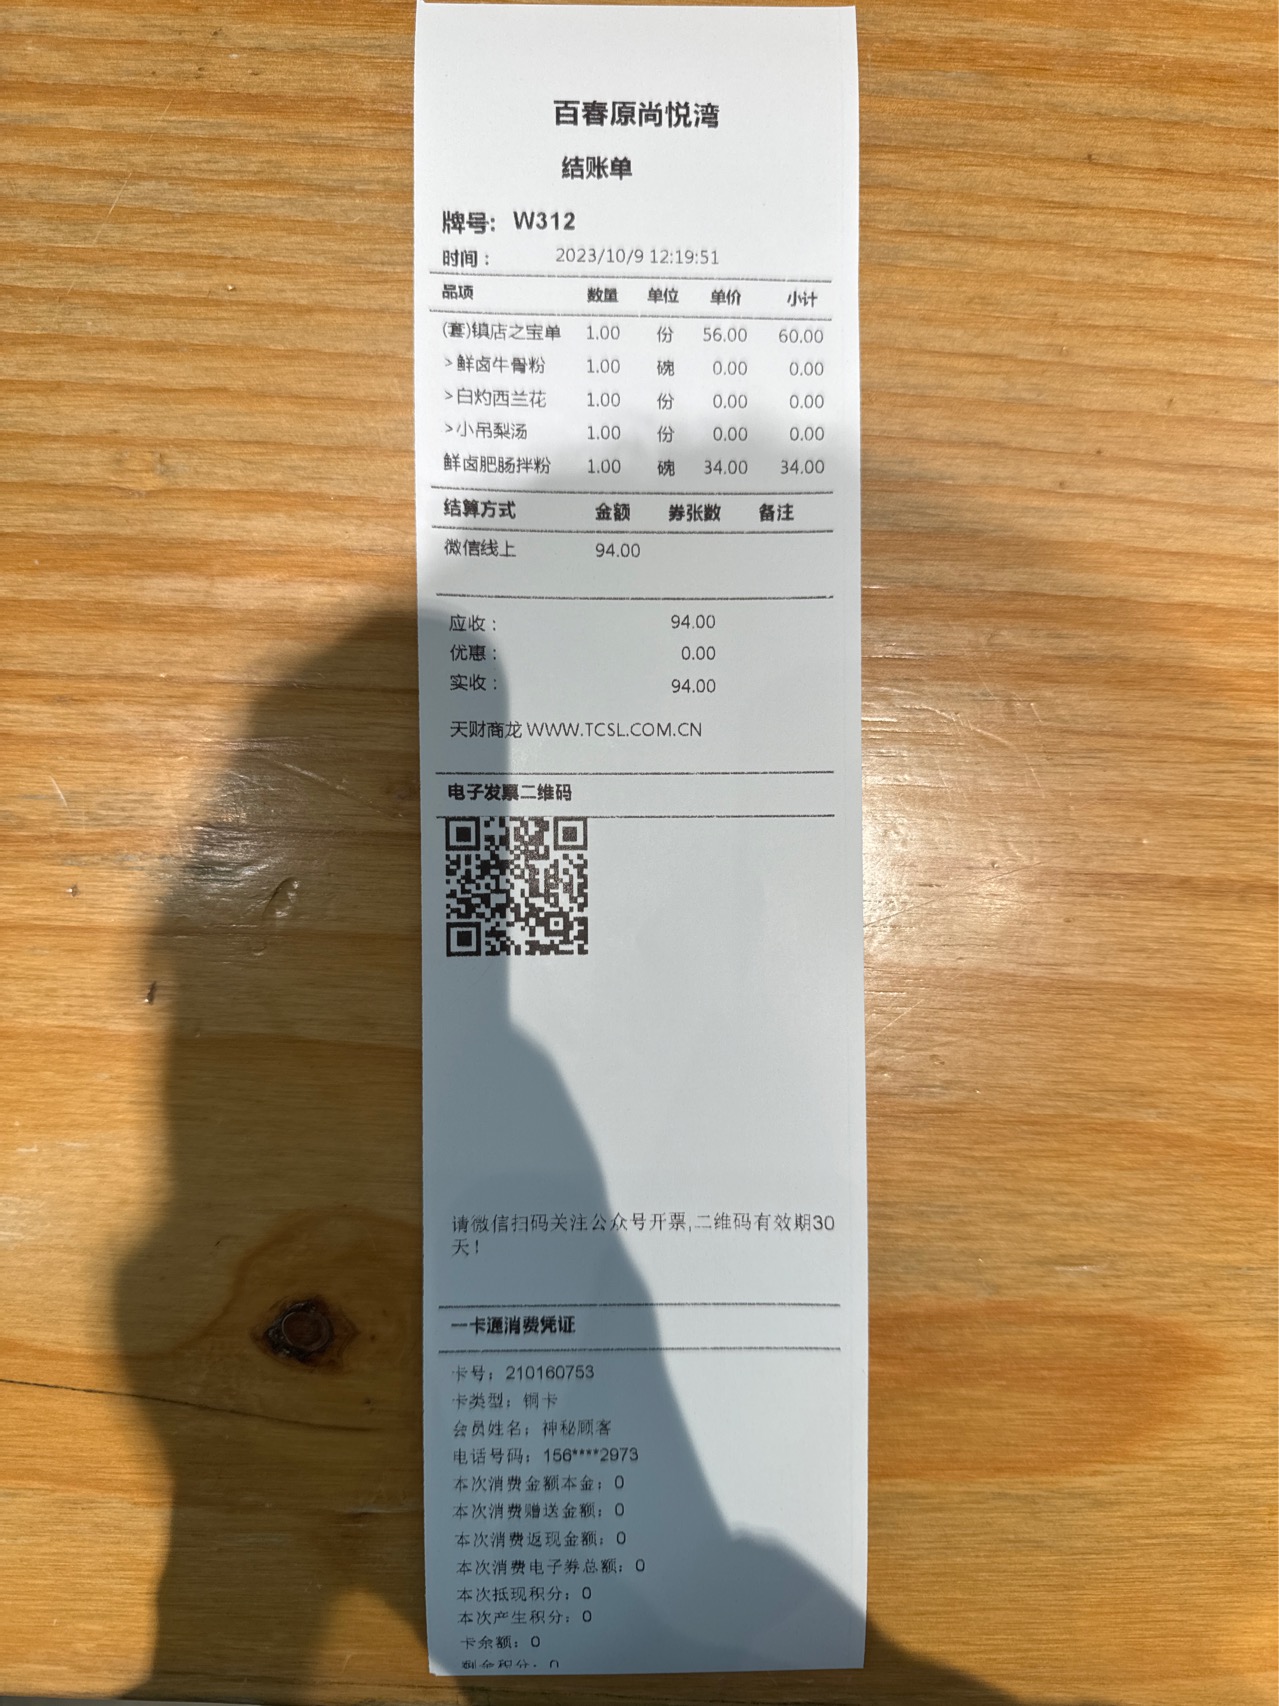 百春原尚悦湾
结账单
牌号: W312
时间： 2023/10/9 12:19:51
品项 数量 单位 单价 小计
(套)镇店之宝单 1.00 份 56.00 60.00
>鲜卤牛骨粉 1.00 碗 0.00 0.00
>白灼西兰花 1.00 份 0.00 0.00
>小吊梨汤 1.00 份 0.00 0.00
鲜卤肥肠拌粉 1.00 碗 34.00 34.00
结算方式 金额 券张数 备注
微信线上 94.00
应收： 94.00
优惠： 0.00
实收： 94.00
天财商龙 WWW.TCSL.COM.CN
电子发票二维码
请微信扫码关注公众号开票,二维码有效期30
天!
一卡通消费凭证
卡号：210160753
卡类型：铜卡
会员姓名：神秘顾客
电话号码：156****2973
本次消费金额本金：0
本次消费赠送金额：0
本次消费返现金额：0
本次消费电子券总额：0
本次抵现积分：0
本次产生积分：0
卡余额：0
剩余积分：0